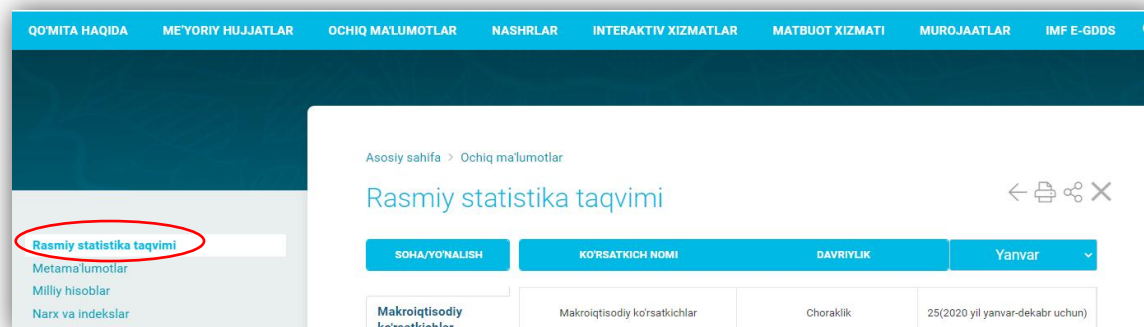 QO'MITA HAQIDA ME'YORIY HUJJATLAR OCHIQ MA'LUMOTLAR NASHRLAR INTERAKTIV XIZMATLAR MATBUOT XIZMATI MUROJAATLAR IMF E-GDDS
Asosiy sahifa > Ochiq ma'lumotlar
Rasmiy statistika taqvimi
Rasmiy statistika taqvimi
Metama'lumotlar
Milliy hisoblar
Narx va indekslar
SOHA/YO'NALISH KO'RSATKICH NOMI DAVRIYLIK Yanvar
Makroiqtisodiy Makroiqtisodiy ko'rsatkichlar Choraklik 25(2020 yil yanvar-dekabr uchun)
ko'rsatkichlar